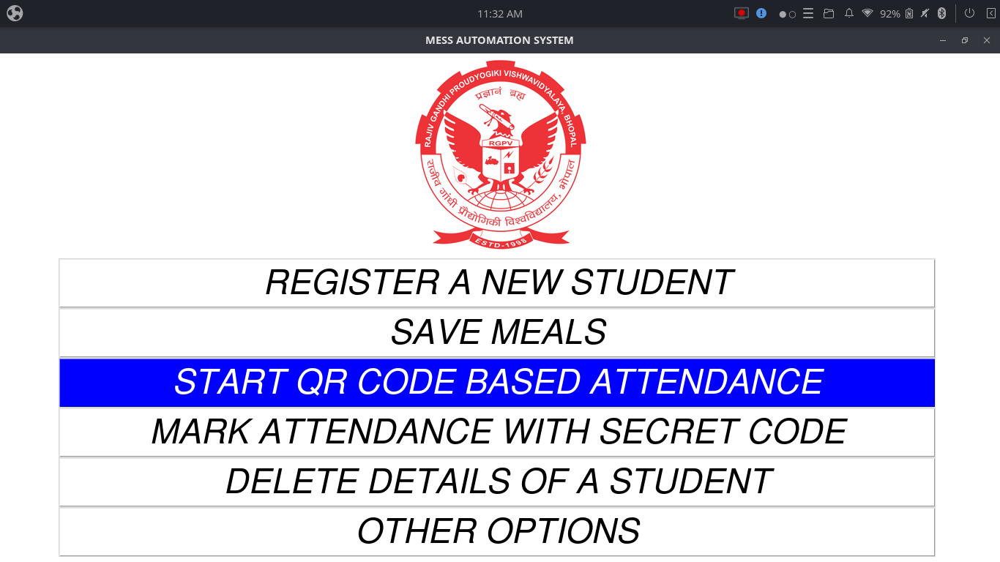 11:32 AM
92%
MESS AUTOMATION SYSTEM
RAJIV GANDHI PROUDYOGIKI VISHWAVIDYALAYA, BHOPAL
प्रज्ञानं ब्रह्म
RGPV
राजीव गांधी प्रौद्योगिकी विश्वविद्यालय, भोपाल
ESTD-1998
REGISTER A NEW STUDENT
SAVE MEALS
START QR CODE BASED ATTENDANCE
MARK ATTENDANCE WITH SECRET CODE
DELETE DETAILS OF A STUDENT
OTHER OPTIONS